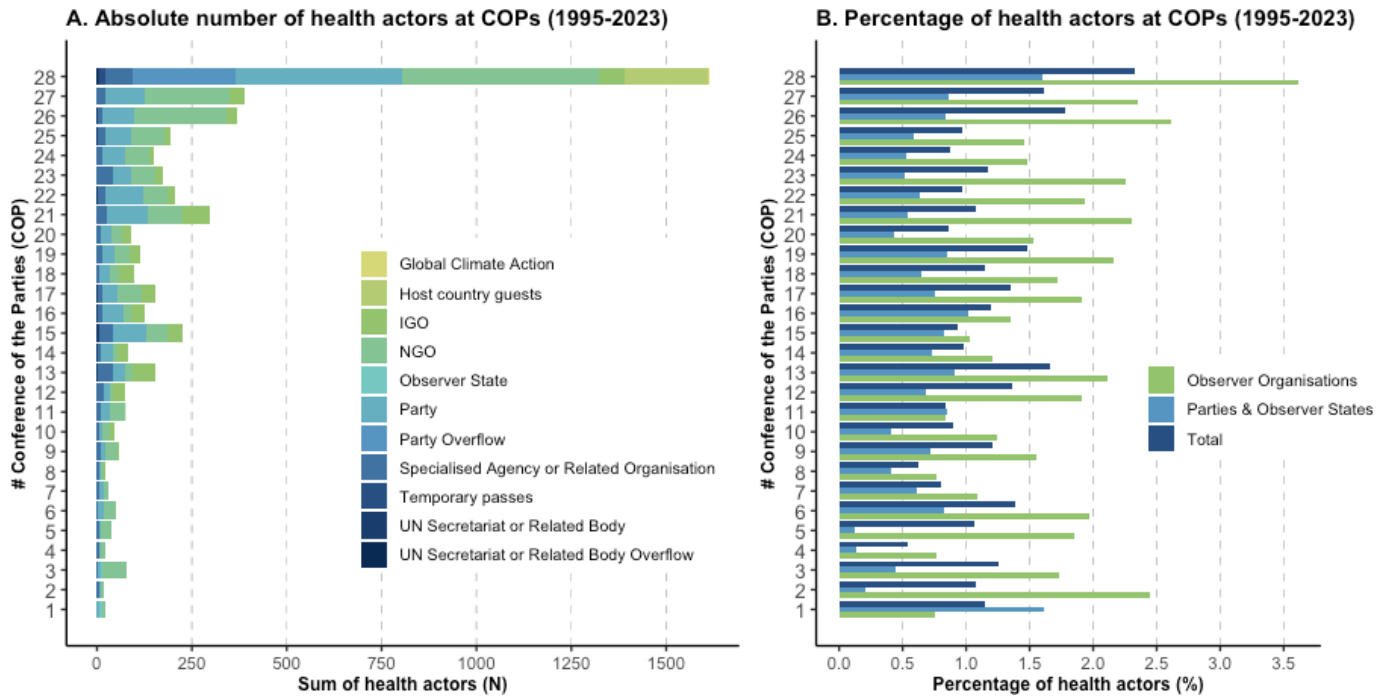 A. Absolute number of health actors at COPs (1995-2023)
# Conference of the Parties (COP)
28
27
26
25
24
23
22
21
20
19
18
17
16
15
14
13
12
11
10
9
8
7
6
5
4
3
2
1
Global Climate Action
Host country guests
IGO
NGO
Observer State
Party
Party Overflow
Specialised Agency or Related Organisation
Temporary passes
UN Secretariat or Related Body
UN Secretariat or Related Body Overflow
0 250 500 750 1000 1250 1500
Sum of health actors (N)
B. Percentage of health actors at COPs (1995-2023)
# Conference of the Parties (COP)
28
27
26
25
24
23
22
21
20
19
18
17
16
15
14
13
12
11
10
9
8
7
6
5
4
3
2
1
Observer Organisations
Parties & Observer States
Total
0.0 0.5 1.0 1.5 2.0 2.5 3.0 3.5
Percentage of health actors (%)